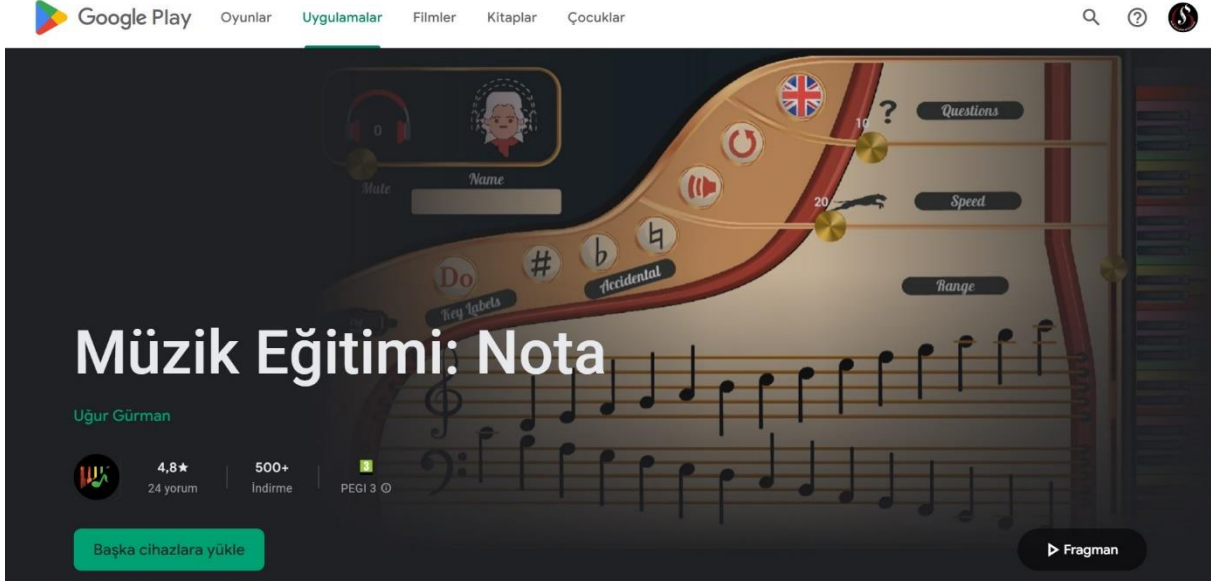 Google Play Oyunlar Uygulamalar Filmler Kitaplar Çocuklar
10 ? Questions
0
Mute Name
20 Speed
Do # b
Key Labels Accidental
Range
Müzik Eğitimi: Nota
Uğur Gürman
4,8★ 500+ 3
24 yorum İndirme PEGI 3
Başka cihazlara yükle
Fragman